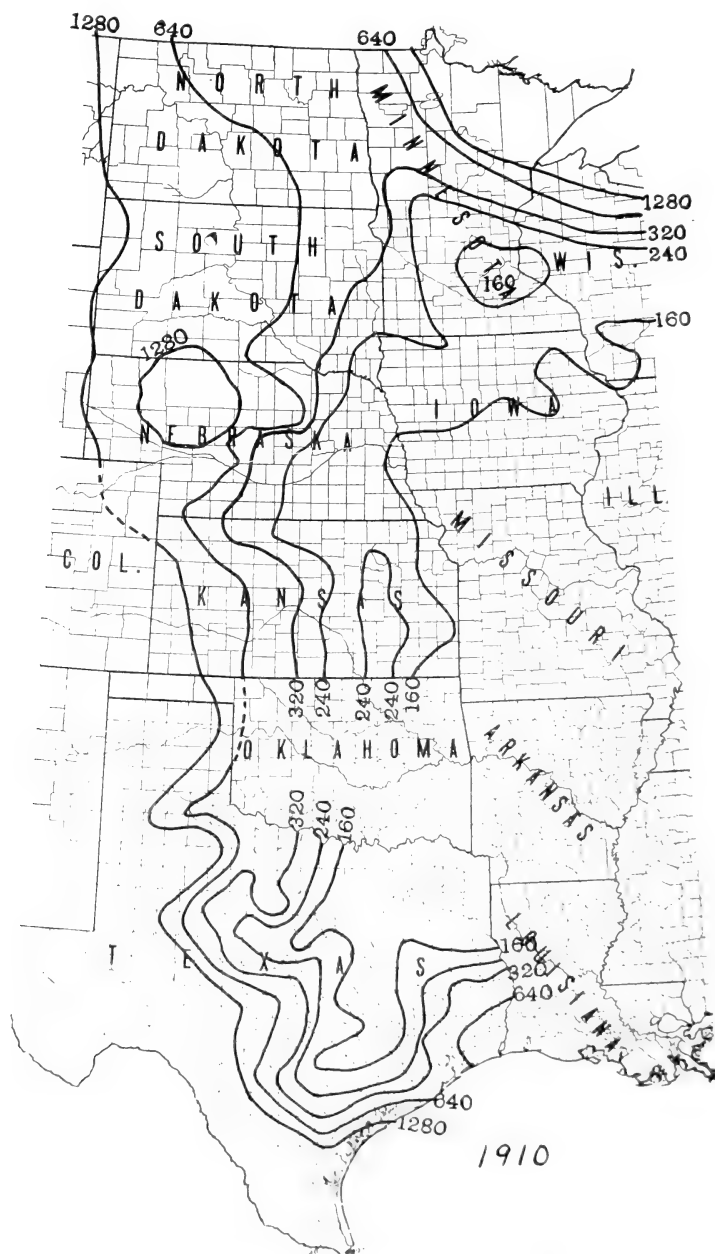 1280 640 640
NORTH
DAKOTA
MINNESOTA
1280
320
240
SOUTH
DAKOTA
WIS.
160
160
1280
NEBRASKA
IOWA
ILL.
MISSOURI
COL.
KANSAS
320 240 240 240 160
OKLAHOMA
ARKANSAS
320 240 160
TEXAS
LOUISIANA
160
320
640
640
1280
1910